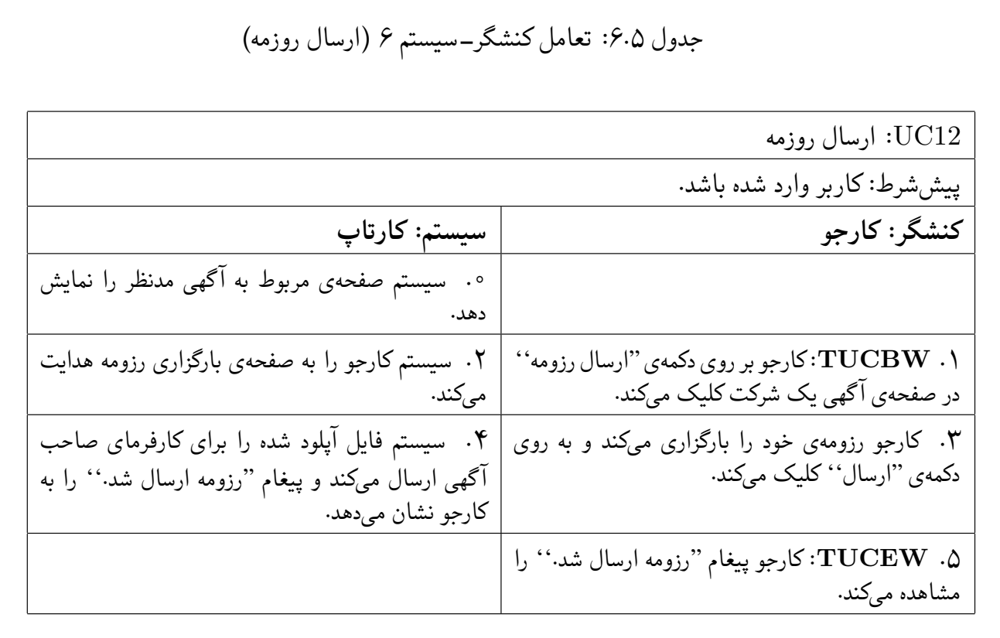 جدول ۶.۵: تعامل کنشگر-سیستم ۶ (ارسال روزمه)
UC12: ارسال روزمه
پیش‌شرط: کاربر وارد شده باشد.
کنشگر: کارجو
سیستم: کارتاپ
۰. سیستم صفحه‌ی مربوط به آگهی مدنظر را نمایش
دهد.
۱. TUCBW: کارجو بر روی دکمه‌ی ”ارسال رزومه‘‘
در صفحه‌ی آگهی یک شرکت کلیک می‌کند.
۲. سیستم کارجو را به صفحه‌ی بارگزاری رزومه هدایت
می‌کند.
۳. کارجو رزومه‌ی خود را بارگزاری می‌کند و به روی
دکمه‌ی ”ارسال‘‘ کلیک می‌کند.
۴. سیستم فایل آپلود شده را برای کارفرمای صاحب
آگهی ارسال می‌کند و پیغام ”رزومه ارسال شد.‘‘ را به
کارجو نشان می‌دهد.
۵. TUCEW: کارجو پیغام ”رزومه ارسال شد.‘‘ را
مشاهده می‌کند.